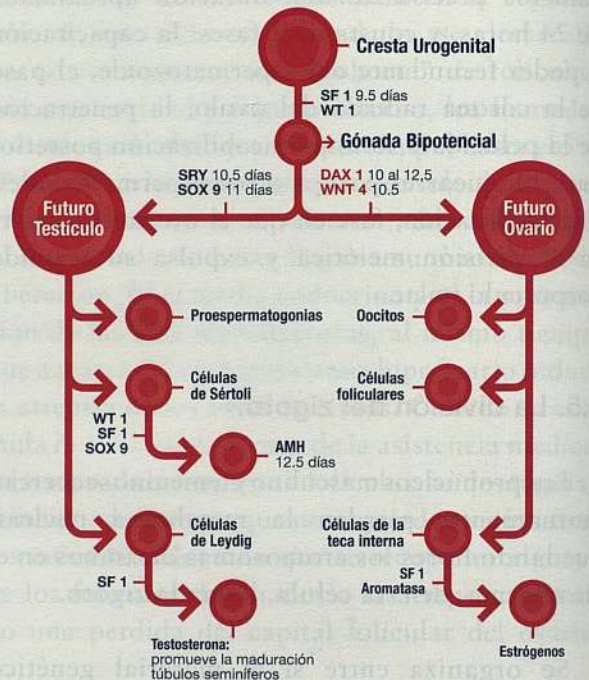 Cresta Urogenital
SF 1 9.5 días
WT 1
Gónada Bipotencial
SRY 10,5 días
SOX 9 11 días
DAX 1 10 al 12,5
WNT 4 10.5
Futuro
Testículo
Futuro
Ovario
Proespermatogonias
Oocitos
Células
de Sértoli
Células
foliculares
WT 1
SF 1
SOX 9
AMH
12.5 días
Células
de Leydig
Células de la
teca interna
SF 1
SF 1
Aromatasa
Testosterona:
promueve la maduración
túbulos seminíferos
Estrógenos